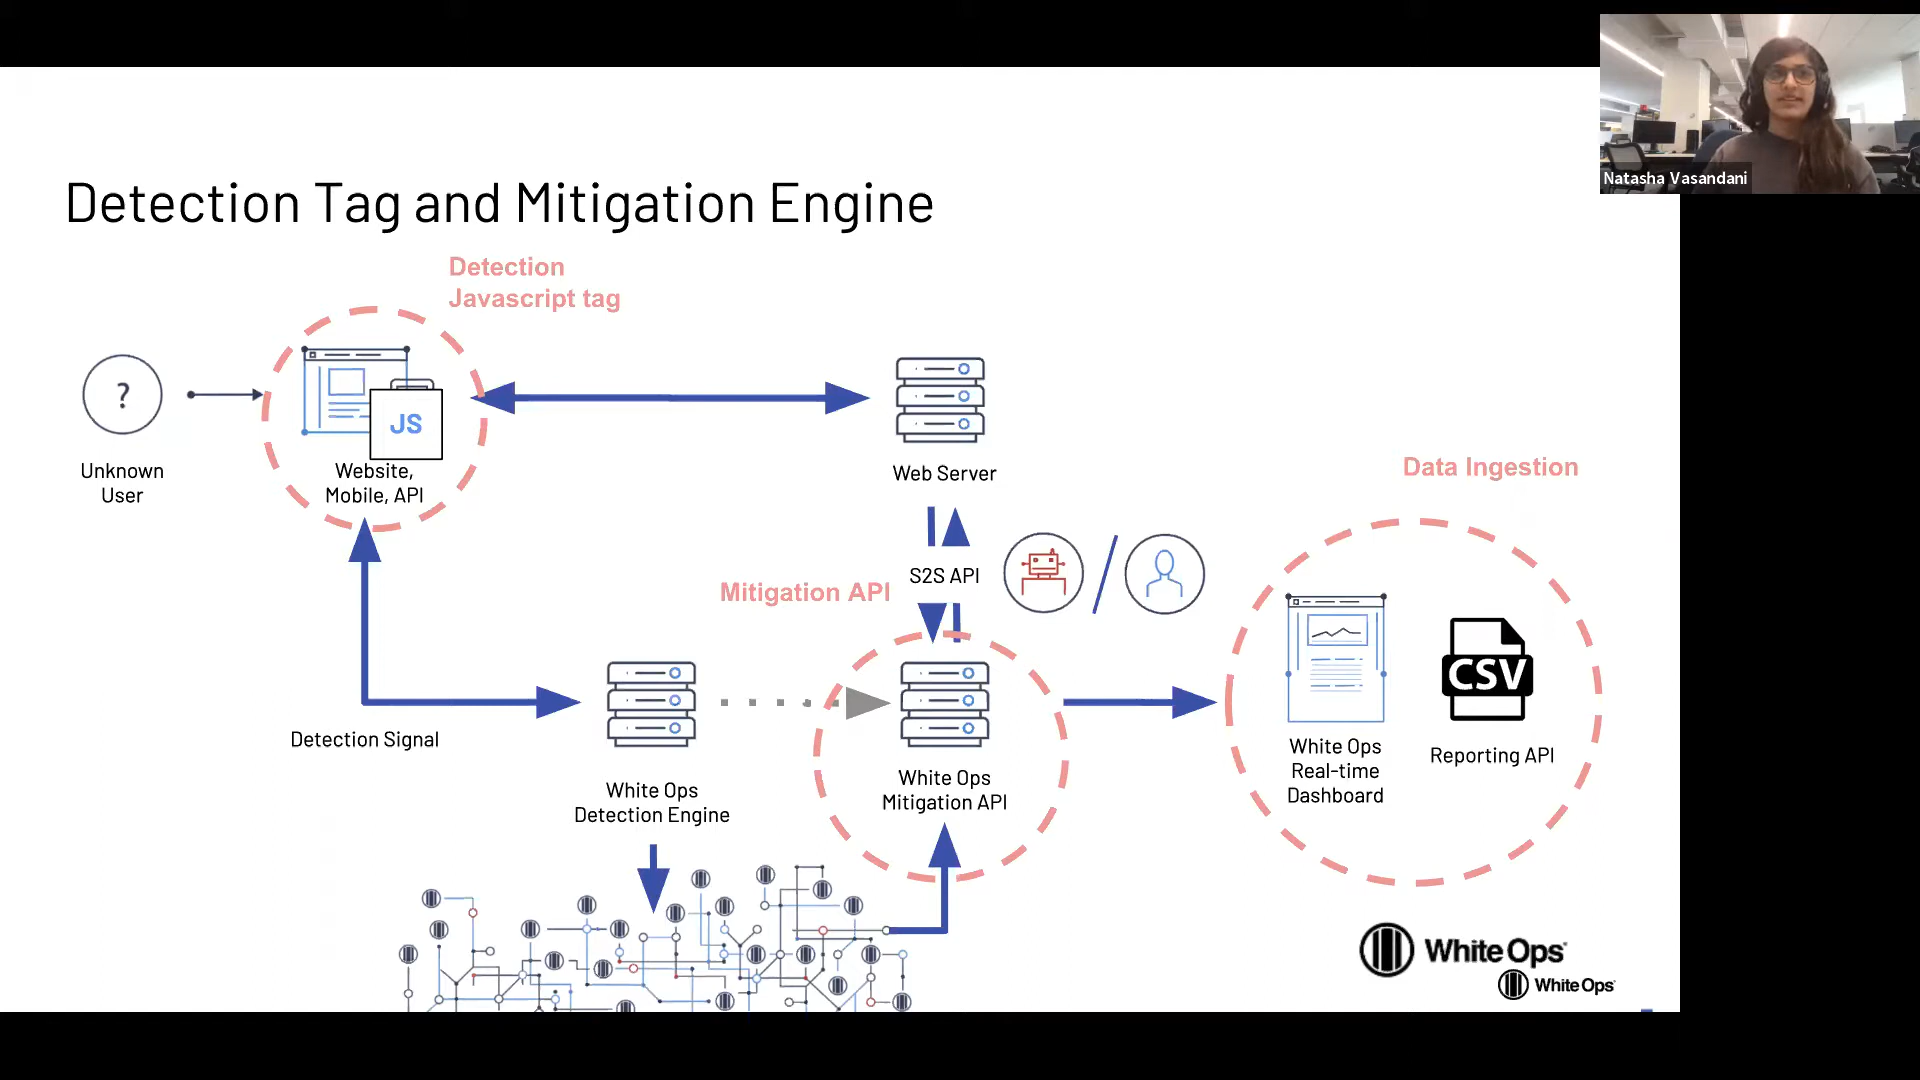 Natasha Vasandani
Detection Tag and Mitigation Engine
Detection
Javascript tag
?
JS
Unknown
User
Website,
Mobile, API
Web Server
Data Ingestion
S2S API
Mitigation API
CSV
Detection Signal
White Ops
Real-time
Dashboard
Reporting API
White Ops
Detection Engine
White Ops
Mitigation API
White Ops
White Ops